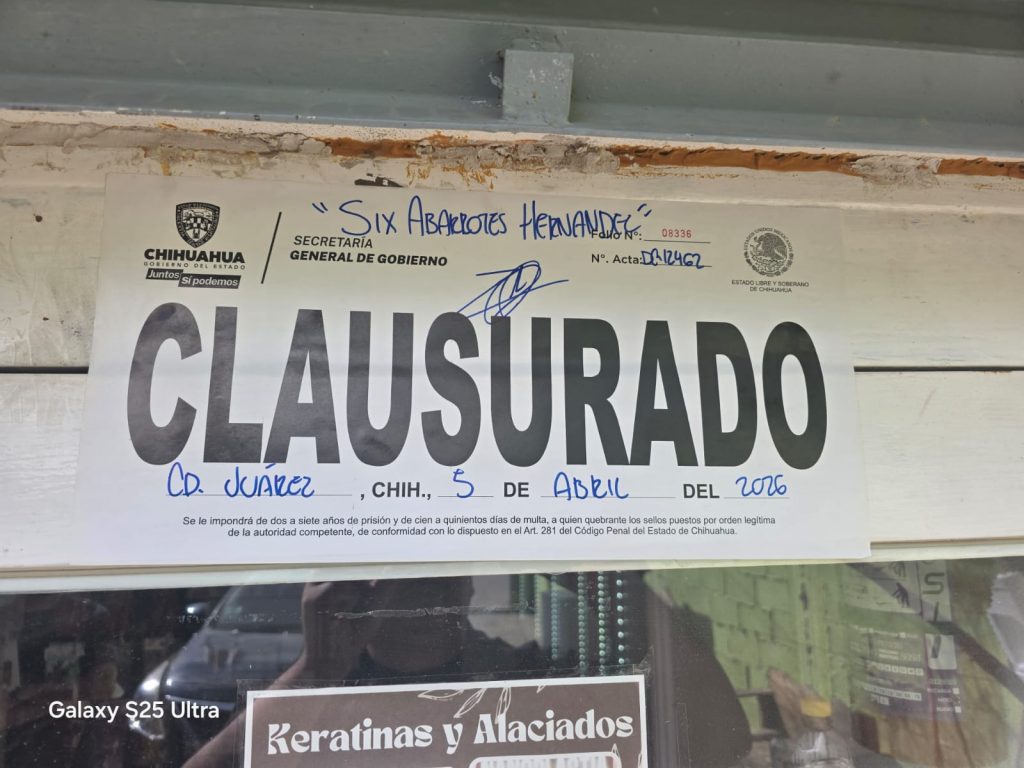 "SIX ABARROTES HERNANDEZ"
CHIHUAHUA
GOBIERNO DEL ESTADO
Juntos Sí podemos
SECRETARÍA
GENERAL DE GOBIERNO
Folio N°: 08336
N°. Acta:
ESTADOS UNIDOS MEXICANOS
ESTADO LIBRE Y SOBERANO
DE CHIHUAHUA
CLAUSURADO
CD. JUÁREZ, CHIH., 5 DE ABRIL DEL 2026
Se le impondrá de dos a siete años de prisión y de cien a quinientos días de multa, a quien quebrante los sellos puestos por orden legítima
de la autoridad competente, de conformidad con lo dispuesto en el Art. 281 del Código Penal del Estado de Chihuahua.
Galaxy S25 Ultra
Keratinas y Alaciados